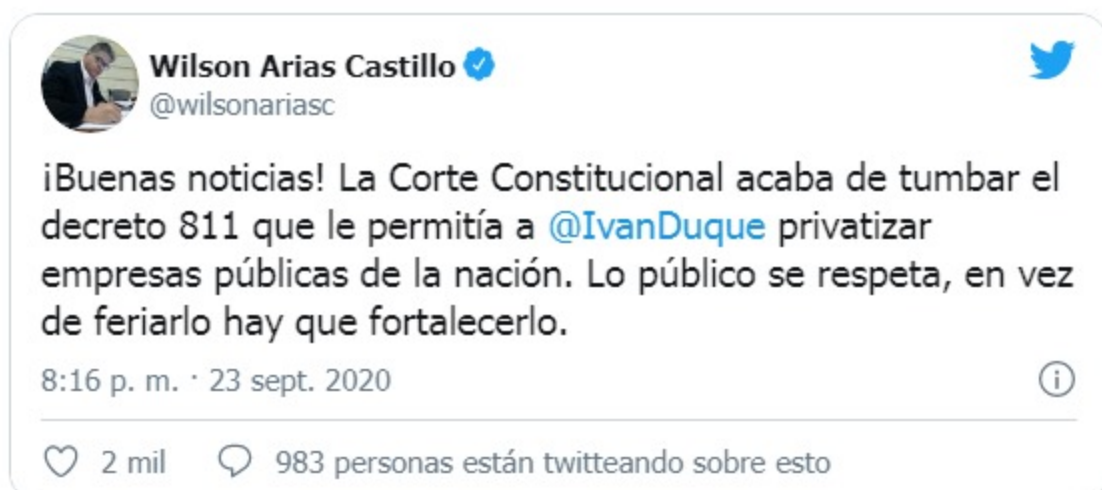 Wilson Arias Castillo
@wilsonariasc
¡Buenas noticias! La Corte Constitucional acaba de tumbar el
decreto 811 que le permitía a @IvanDuque privatizar
empresas públicas de la nación. Lo público se respeta, en vez
de feriarlo hay que fortalecerlo.
8:16 p. m. · 23 sept. 2020
2 mil 983 personas están twitteando sobre esto